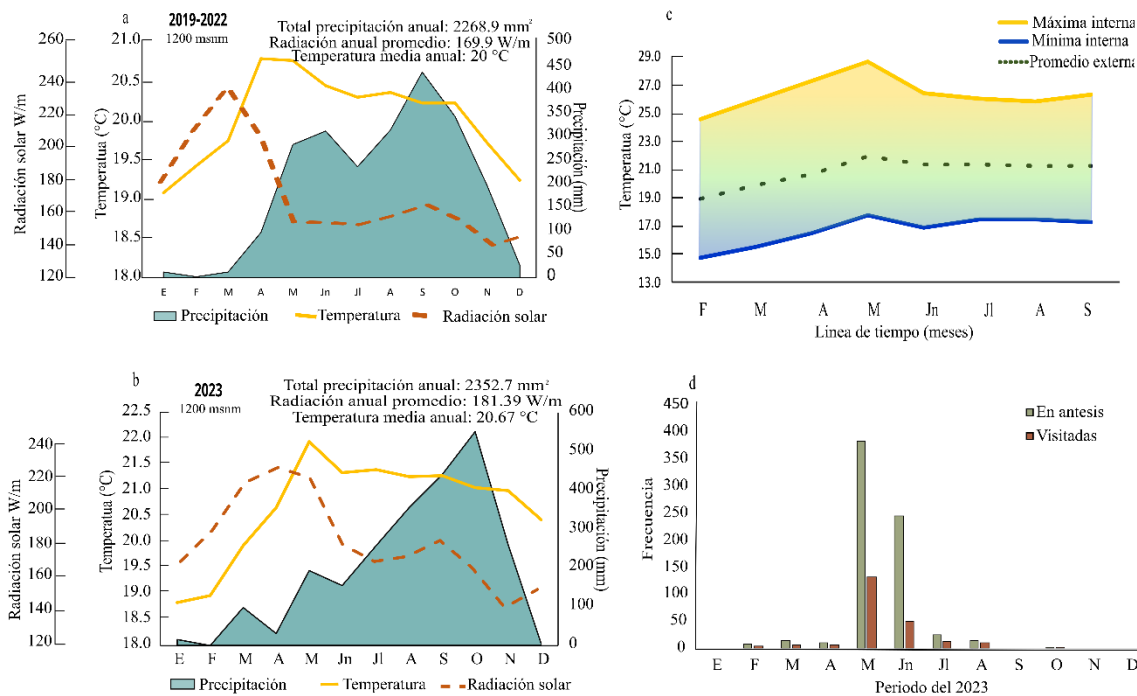 a
2019-2022
1200 msnm
Total precipitación anual: 2268.9 mm²
Radiación anual promedio: 169.9 W/m
Temperatura media anual: 20 °C
Radiación solar W/m
260
240
220
200
180
160
140
120
Temperatua (°C)
21.0
20.5
20.0
19.5
19.0
18.5
18.0
Precipitación (mm)
500
450
400
350
300
250
200
150
100
50
0
E F M A M Jn Jl A S O N D
Precipitación Temperatura Radiación solar
b
2023
1200 msnm
Total precipitación anual: 2352.7 mm²
Radiación anual promedio: 181.39 W/m
Temperatura media anual: 20.67 °C
Radiación solar W/m
240
220
200
180
160
140
120
Temperatua (°C)
22.5
22.0
21.5
21.0
20.5
20.0
19.5
19.0
18.5
18.0
Precipitación (mm)
600
500
400
300
200
100
0
E F M A M Jn Jl A S O N D
Precipitación Temperatura Radiación solar
c
Máxima interna
Mínima interna
Promedio externa
Temperatua (°C)
29.0
27.0
25.0
23.0
21.0
19.0
17.0
15.0
13.0
F M A M Jn Jl A S
Línea de tiempo (meses)
d
En antesis
Visitadas
Frecuencia
450
400
350
300
250
200
150
100
50
0
E F M A M Jn Jl A S O N D
Periodo del 2023